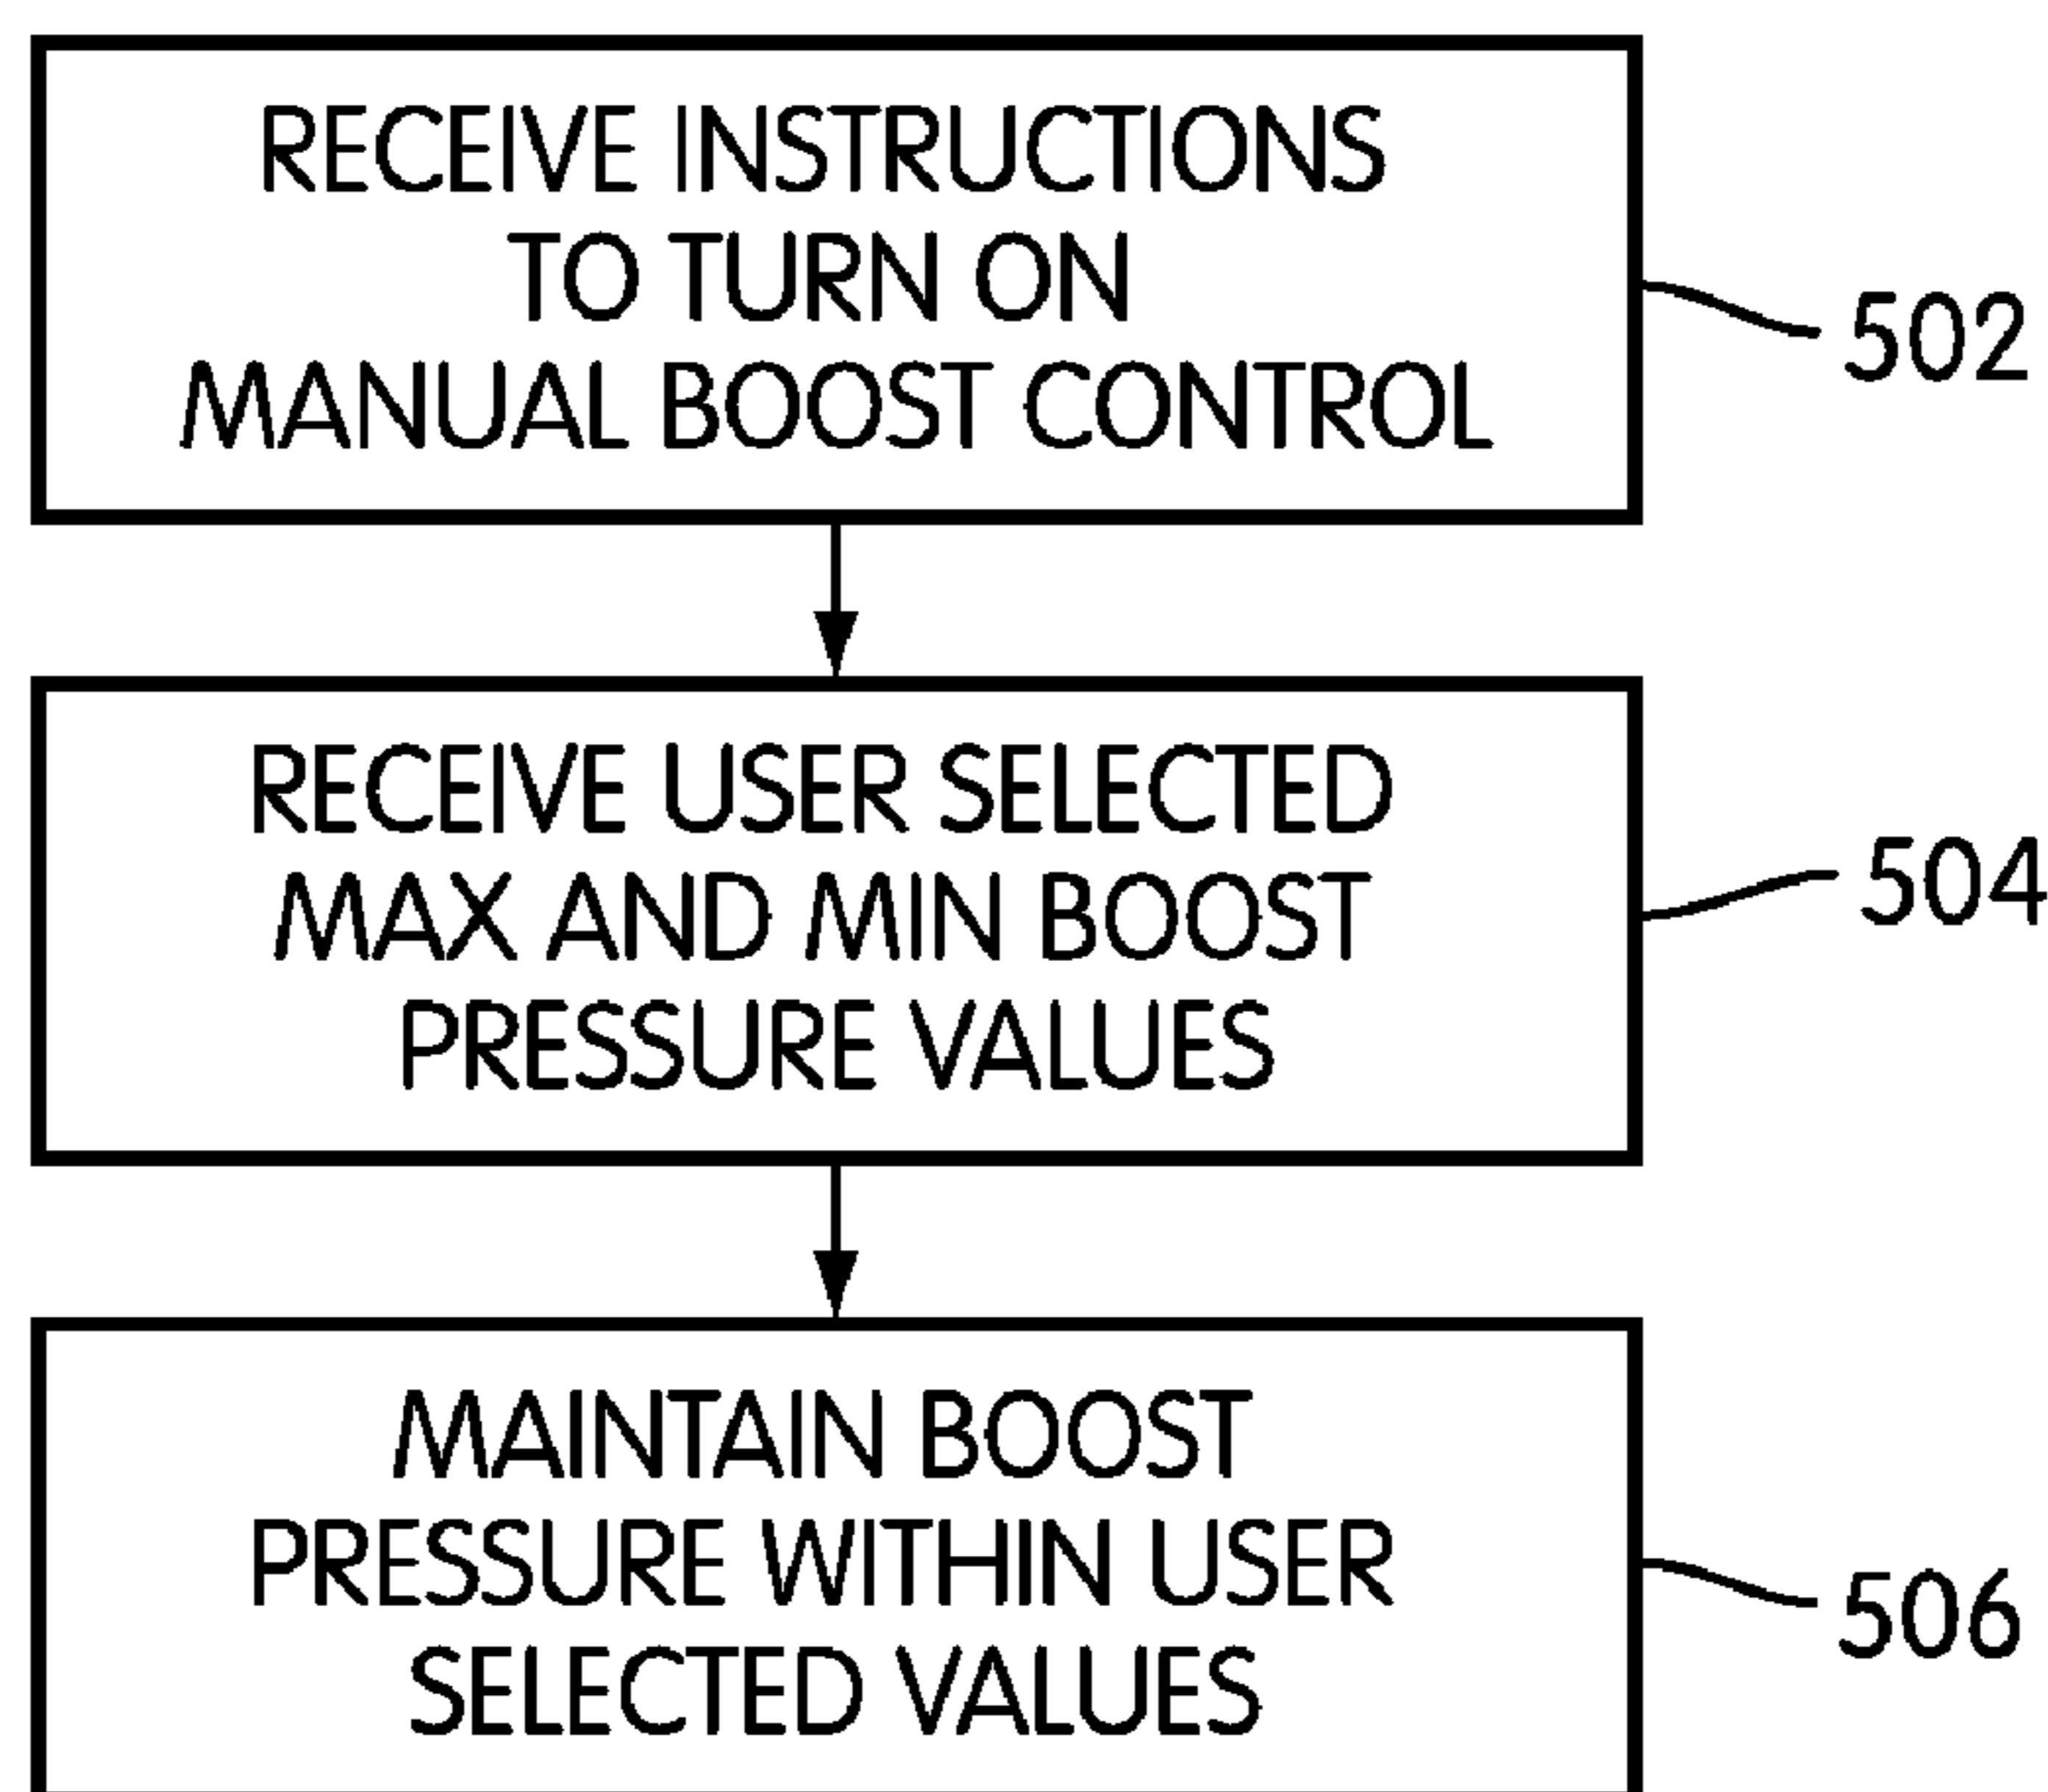 RECEIVE INSTRUCTIONS
TO TURN ON
MANUAL BOOST CONTROL
502
RECEIVE USER SELECTED
MAX AND MIN BOOST
PRESSURE VALUES
504
MAINTAIN BOOST
PRESSURE WITHIN USER
SELECTED VALUES
506